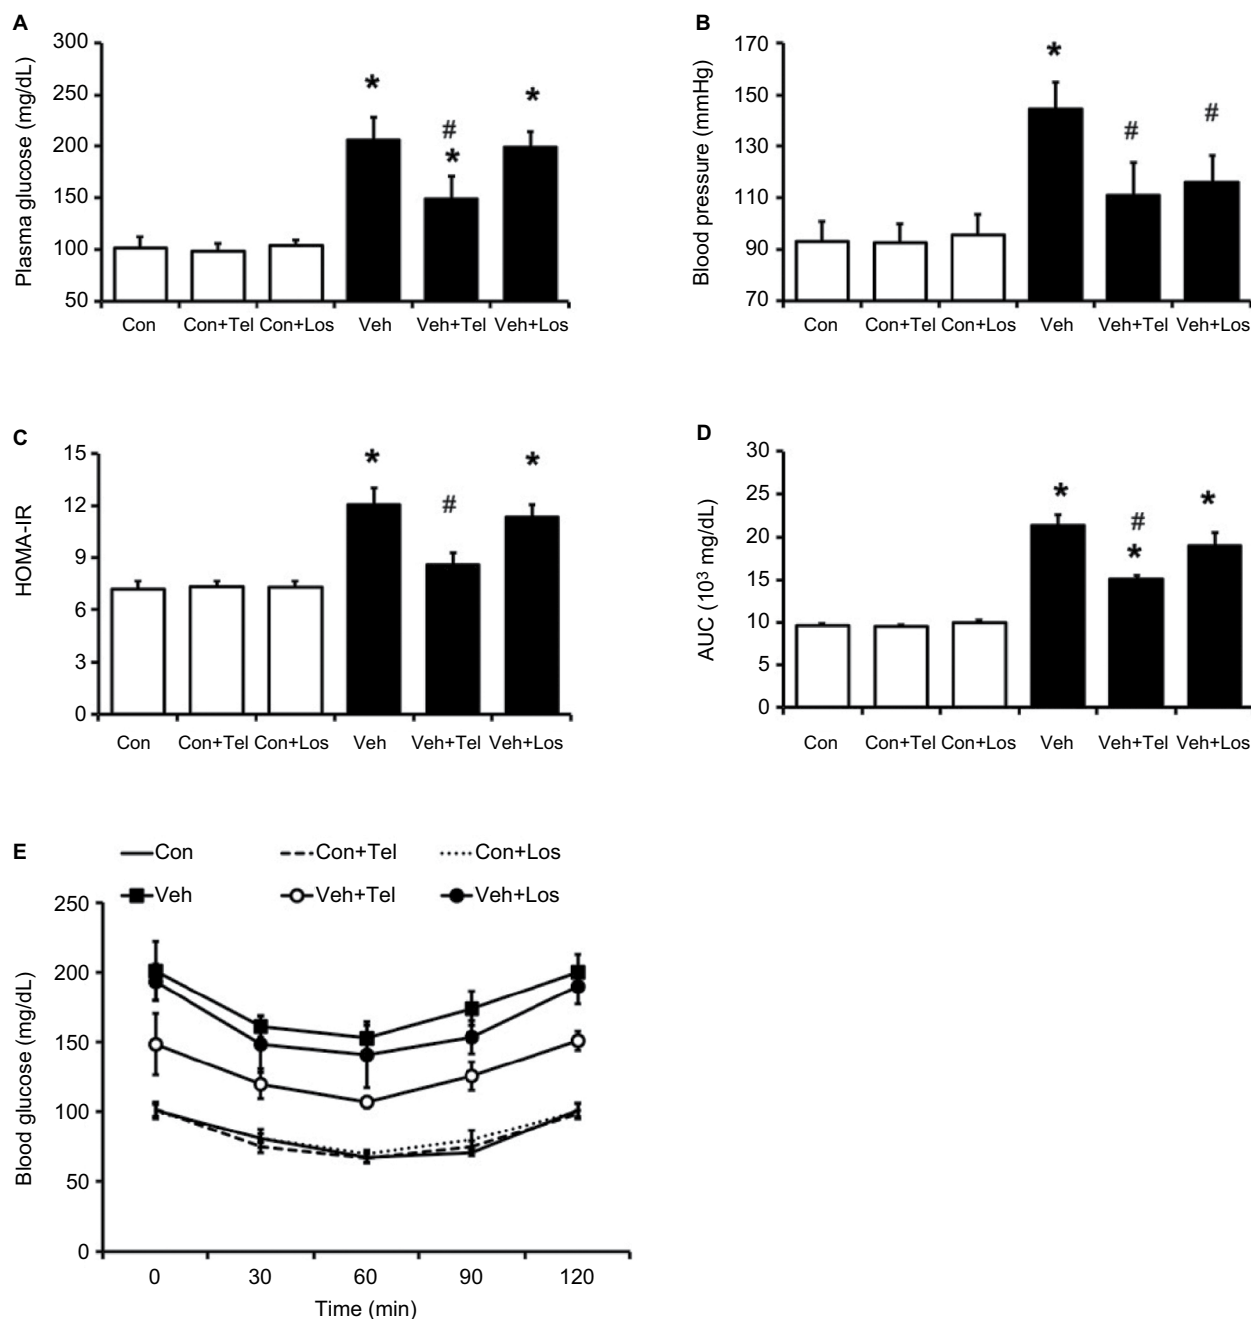 A
Plasma glucose (mg/dL)
300
250
200
150
100
50
* # * *
Con Con+Tel Con+Los Veh Veh+Tel Veh+Los
B
Blood pressure (mmHg)
170
150
130
110
90
70
* # #
Con Con+Tel Con+Los Veh Veh+Tel Veh+Los
C
HOMA-IR
15
12
9
6
3
0
* # *
Con Con+Tel Con+Los Veh Veh+Tel Veh+Los
D
AUC (10³ mg/dL)
30
25
20
15
10
5
0
* # * *
Con Con+Tel Con+Los Veh Veh+Tel Veh+Los
E
Con Con+Tel Con+Los
Veh Veh+Tel Veh+Los
Blood glucose (mg/dL)
250
200
150
100
50
0
0 30 60 90 120
Time (min)